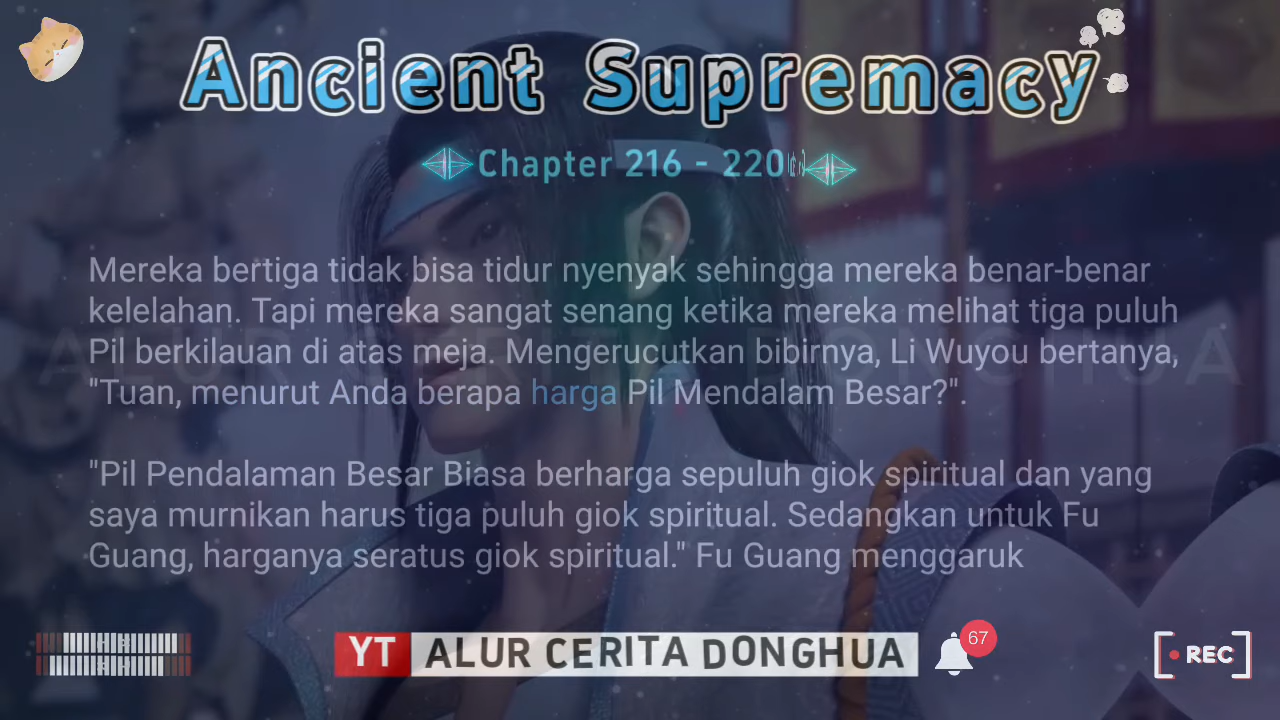 Ancient Supremacy
Chapter 216 - 220
Mereka bertiga tidak bisa tidur nyenyak sehingga mereka benar-benar
kelelahan. Tapi mereka sangat senang ketika mereka melihat tiga puluh
Pil berkilauan di atas meja. Mengerucutkan bibirnya, Li Wuyou bertanya,
"Tuan, menurut Anda berapa harga Pil Mendalam Besar?".
"Pil Pendalaman Besar Biasa berharga sepuluh giok spiritual dan yang
saya murnikan harus tiga puluh giok spiritual. Sedangkan untuk Fu
Guang, harganya seratus giok spiritual." Fu Guang menggaruk
YT ALUR CERITA DONGHUA
67
REC